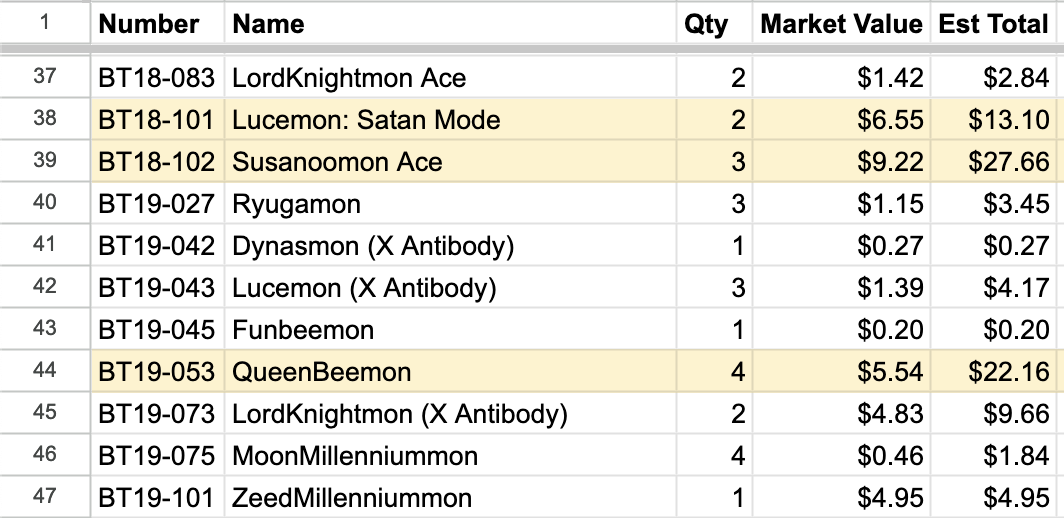 1 Number Name Qty Market Value Est Total
37 BT18-083 LordKnightmon Ace 2 $1.42 $2.84
38 BT18-101 Lucemon: Satan Mode 2 $6.55 $13.10
39 BT18-102 Susanoomon Ace 3 $9.22 $27.66
40 BT19-027 Ryugamon 3 $1.15 $3.45
41 BT19-042 Dynasmon (X Antibody) 1 $0.27 $0.27
42 BT19-043 Lucemon (X Antibody) 3 $1.39 $4.17
43 BT19-045 Funbeemon 1 $0.20 $0.20
44 BT19-053 QueenBeemon 4 $5.54 $22.16
45 BT19-073 LordKnightmon (X Antibody) 2 $4.83 $9.66
46 BT19-075 MoonMillenniummon 4 $0.46 $1.84
47 BT19-101 ZeedMillenniummon 1 $4.95 $4.95